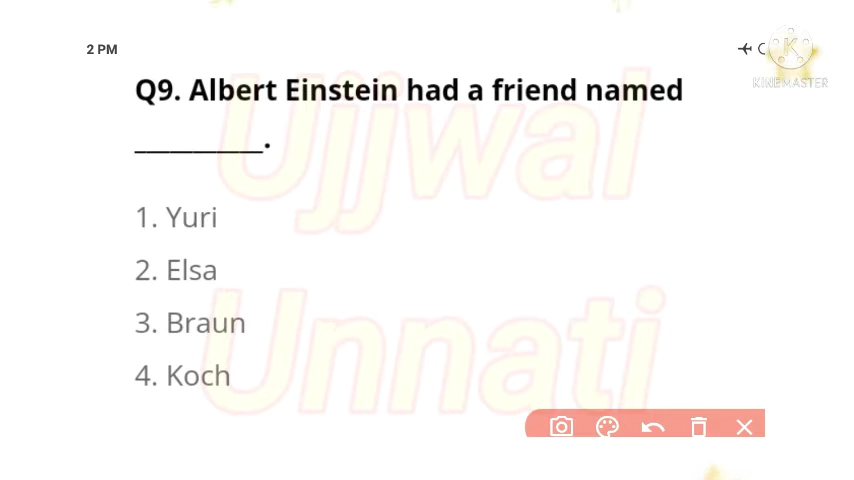 2 PM
KINEMASTER
Q9. Albert Einstein had a friend named
__________.
1. Yuri
2. Elsa
3. Braun
4. Koch
Ujjwal
Unnati